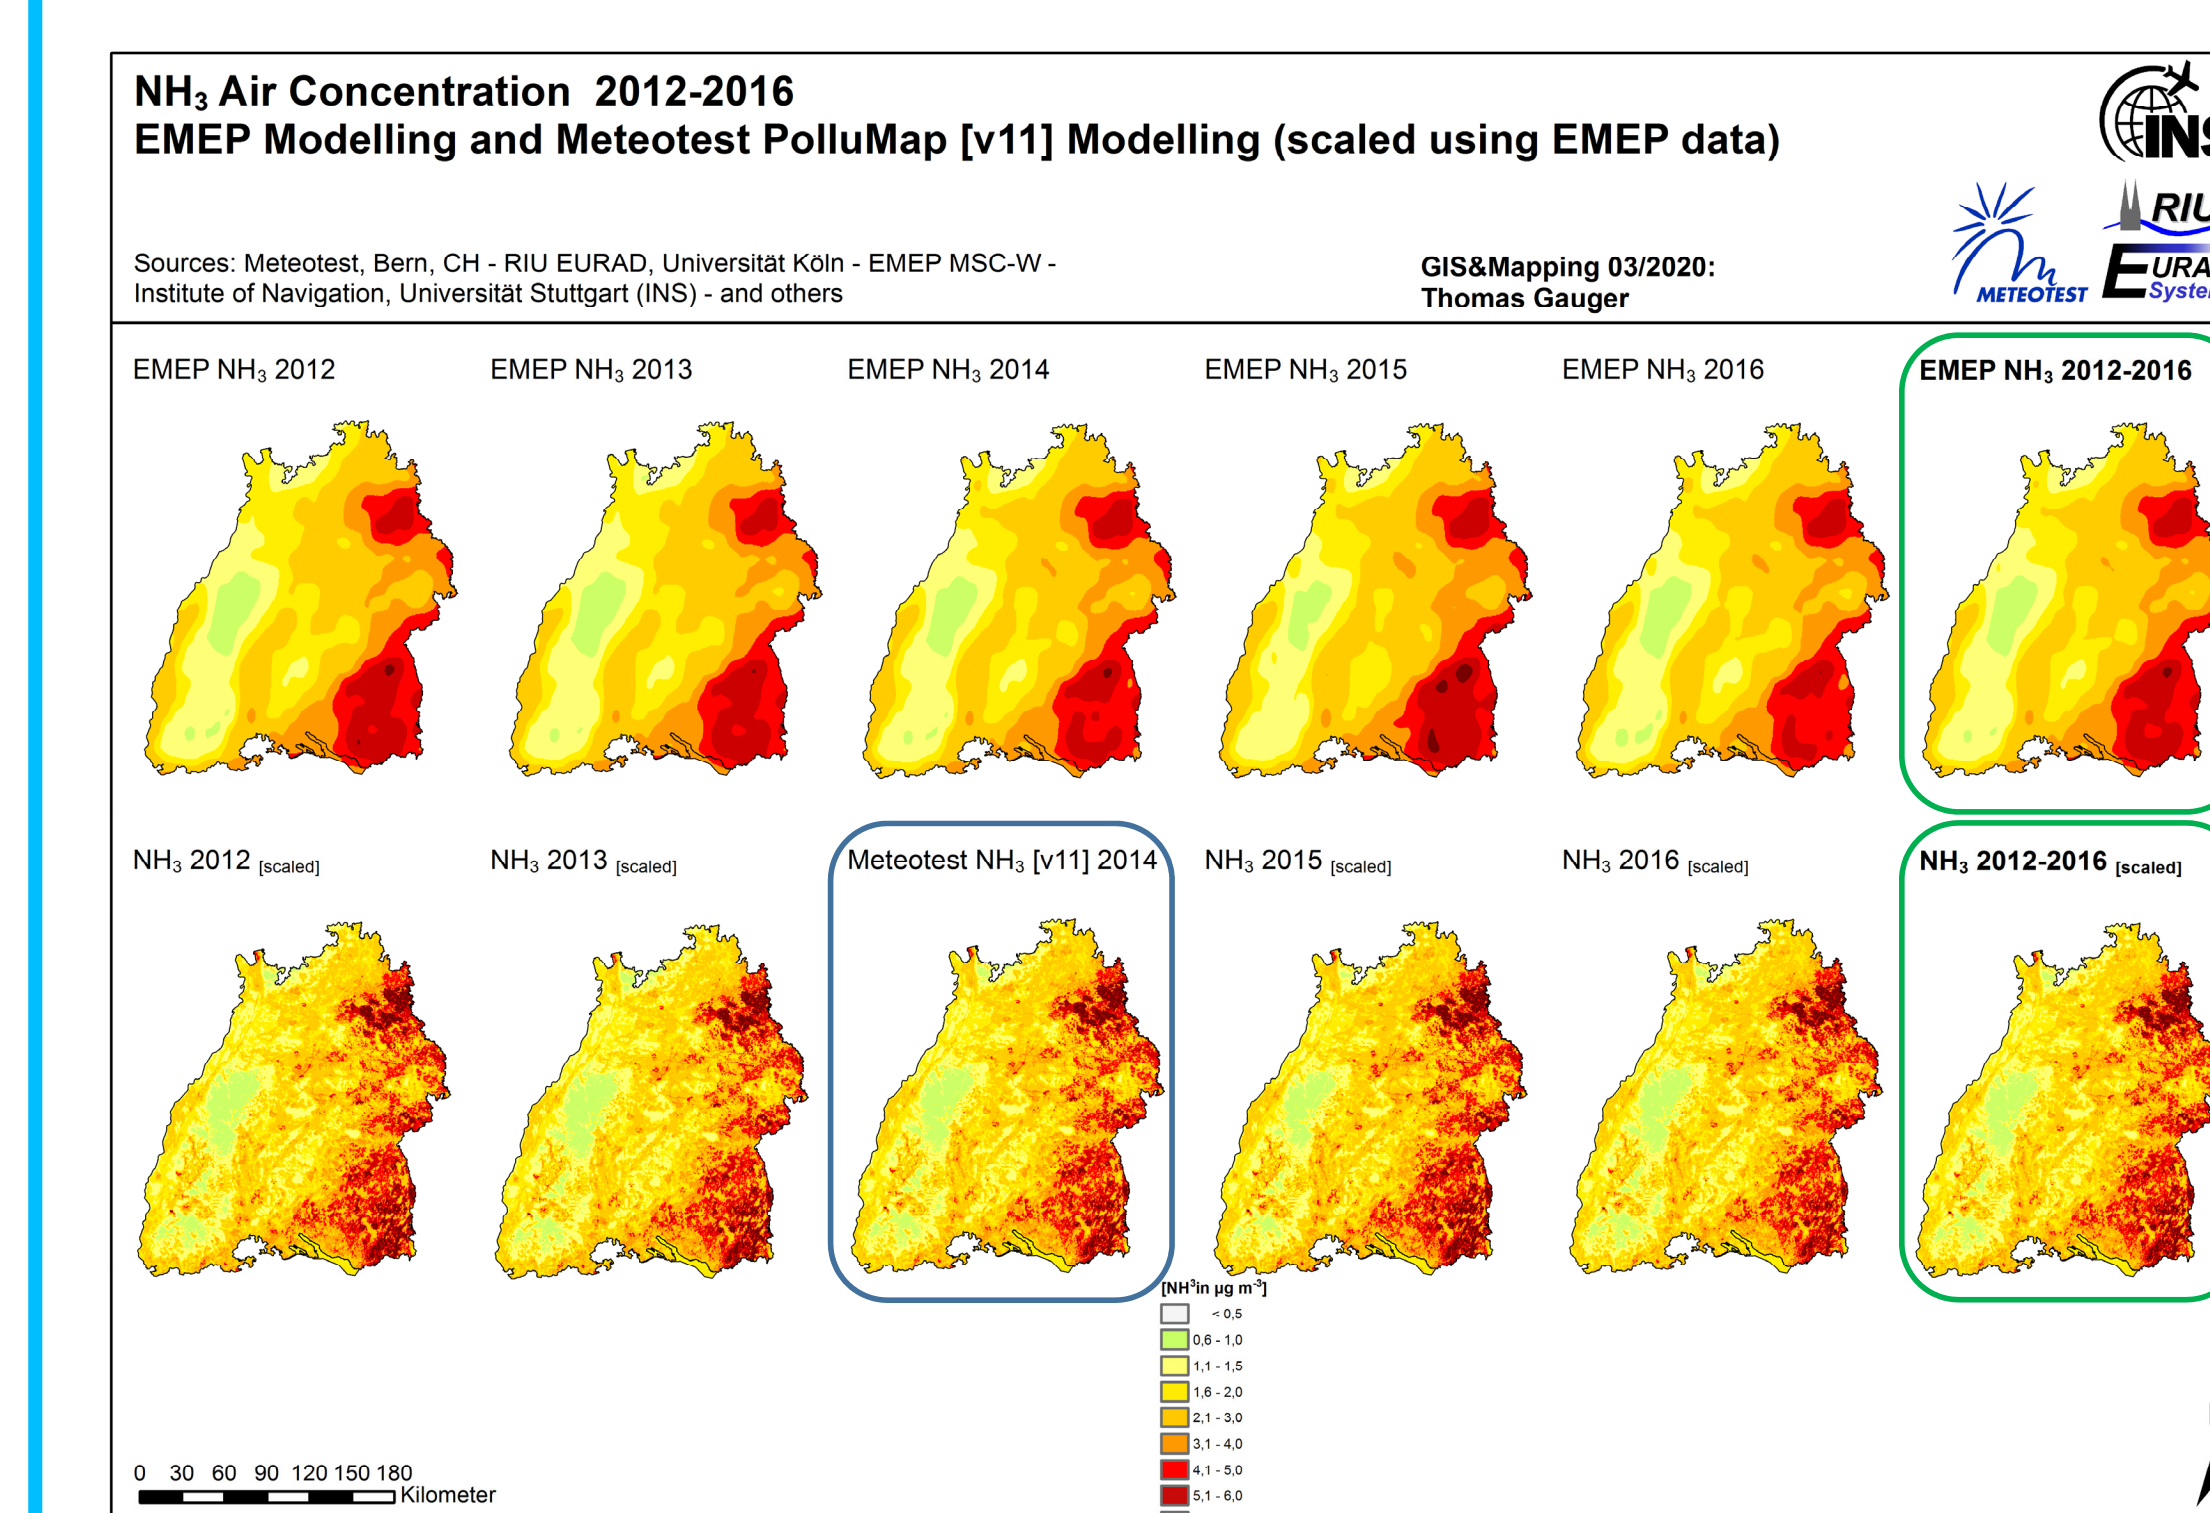 NH₃ Air Concentration 2012-2016
EMEP Modelling and Meteotest PolluMap [v11] Modelling (scaled using EMEP data)
Sources: Meteotest, Bern, CH - RIU EURAD, Universität Köln - EMEP MSC-W -
Institute of Navigation, Universität Stuttgart (INS) - and others
GIS&Mapping 03/2020:
Thomas Gauger
METEOTEST
RIU
EMEP NH₃ 2012
EMEP NH₃ 2013
EMEP NH₃ 2014
EMEP NH₃ 2015
EMEP NH₃ 2016
EMEP NH₃ 2012-2016
NH₃ 2012 [scaled]
NH₃ 2013 [scaled]
Meteotest NH₃ [v11] 2014
NH₃ 2015 [scaled]
NH₃ 2016 [scaled]
NH₃ 2012-2016 [scaled]
[NH³in µg m⁻³]
< 0,5
0,6 - 1,0
1,1 - 1,5
1,6 - 2,0
2,1 - 3,0
3,1 - 4,0
4,1 - 5,0
5,1 - 6,0
0 30 60 90 120 150 180
Kilometer